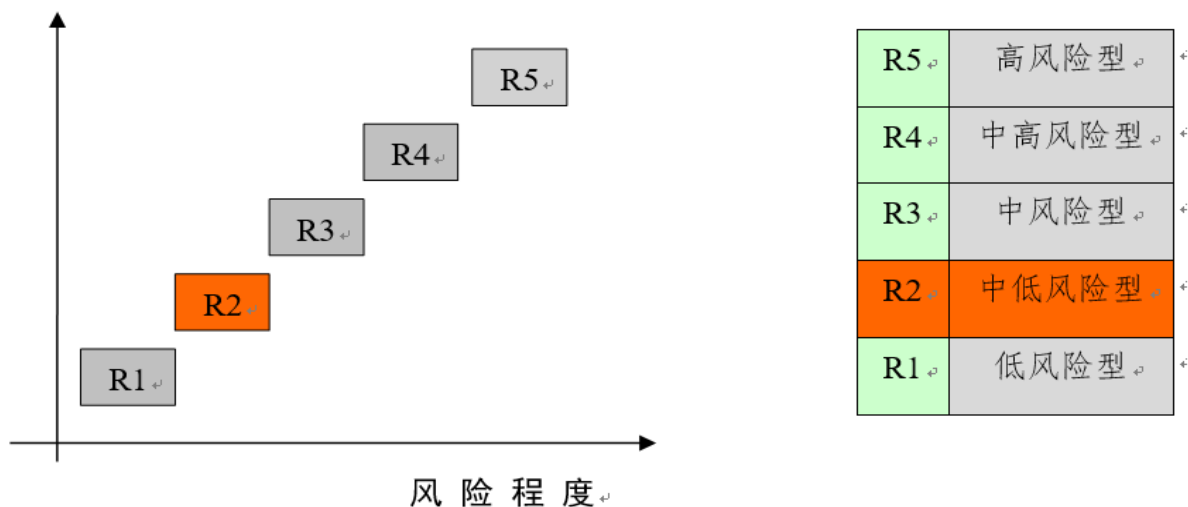 R5
R4
R3
R2
R1
风险程度
R5 高风险型
R4 中高风险型
R3 中风险型
R2 中低风险型
R1 低风险型